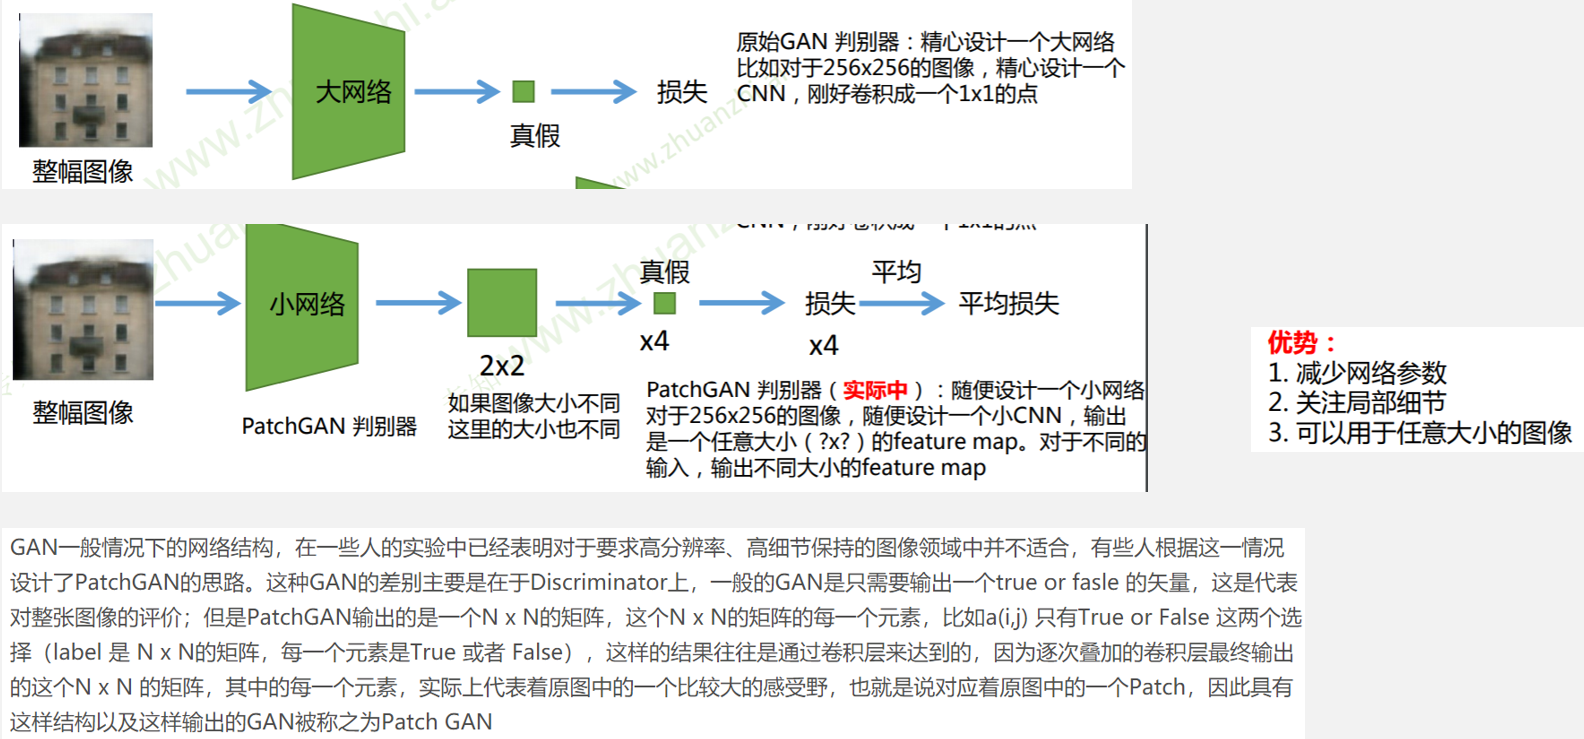 原始GAN 判别器：精心设计一个大网络
比如对于256x256的图像，精心设计一个
CNN，刚好卷积成一个1x1的点
大网络
损失
真假
整幅图像
www.zhuanzhi.ai
www.zhuanzhi
真假
平均
小网络
损失
平均损失
x4
x4
2x2
整幅图像
PatchGAN 判别器
如果图像大小不同
这里的大小也不同
PatchGAN 判别器（实际中）：随便设计一个小网络
对于256x256的图像，随便设计一个小CNN，输出
是一个任意大小（?x?）的feature map。对于不同的
输入，输出不同大小的feature map
优势：
1. 减少网络参数
2. 关注局部细节
3. 可以用于任意大小的图像
GAN一般情况下的网络结构，在一些人的实验中已经表明对于要求高分辨率、高细节保持的图像领域中并不适合，有些人根据这一情况
设计了PatchGAN的思路。这种GAN的差别主要是在于Discriminator上，一般的GAN是只需要输出一个true or fasle 的矢量，这是代表
对整张图像的评价；但是PatchGAN输出的是一个N x N的矩阵，这个N x N的矩阵的每一个元素，比如a(i,j) 只有True or False 这两个选
择（label 是 N x N的矩阵，每一个元素是True 或者 False），这样的结果往往是通过卷积层来达到的，因为逐次叠加的卷积层最终输出
的这个N x N 的矩阵，其中的每一个元素，实际上代表着原图中的一个比较大的感受野，也就是说对应着原图中的一个Patch，因此具有
这样结构以及这样输出的GAN被称之为Patch GAN